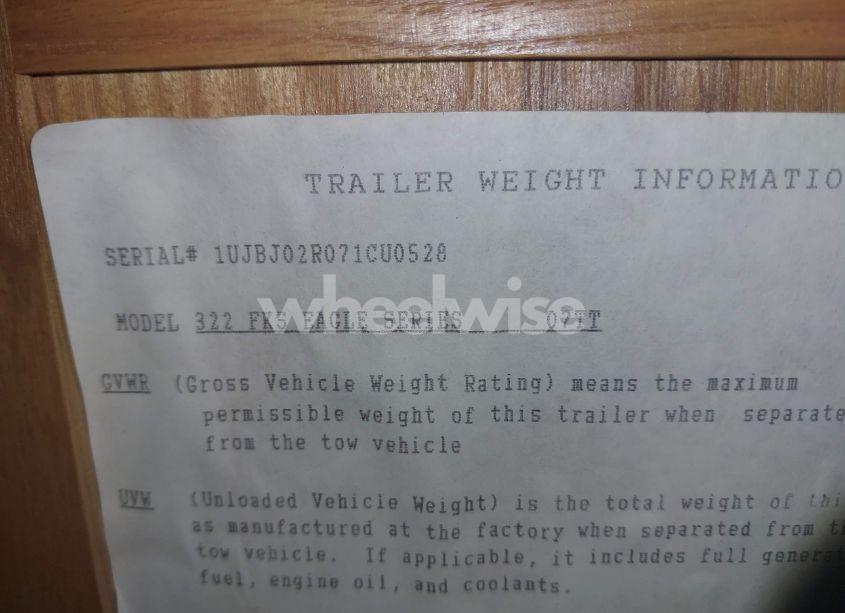 TRAILER WEIGHT INFORMATIO
SERIAL# 1UJBJ02R071CU0528
wheelwise
MODEL 322 FKS EAGLE SERIES 07TT
GVWR (Gross Vehicle Weight Rating) means the maximum
permissible weight of this trailer when separate
from the tow vehicle
UVW (Unloaded Vehicle Weight) is the total weight of thi
as manufactured at the factory when separated from th
tow vehicle. If applicable, it includes full generat
fuel, engine oil, and coolants.